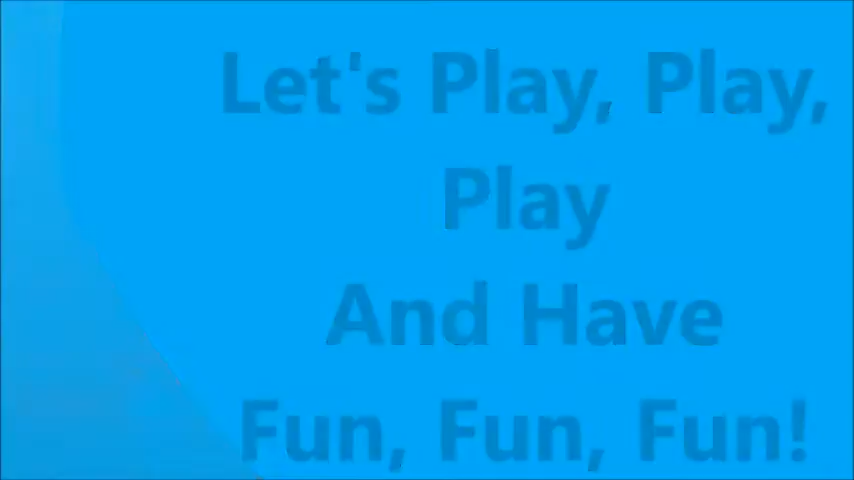 Let's Play, Play,
Play
And Have
Fun, Fun, Fun!